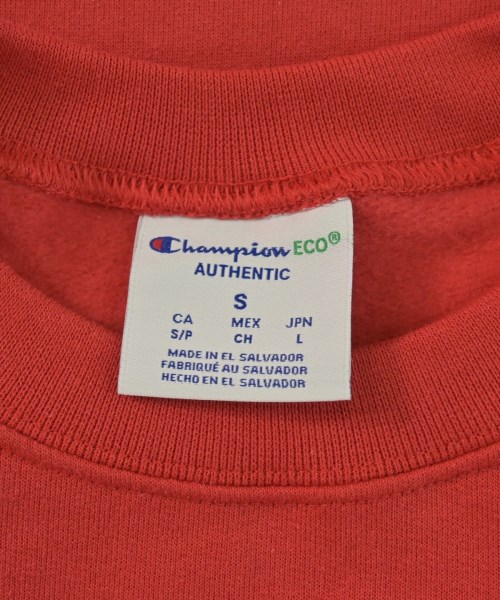 Champion ECO®
AUTHENTIC
S
CA MEX JPN
S/P CH L
MADE IN EL SALVADOR
FABRIQUÉ AU SALVADOR
HECHO EN EL SALVADOR